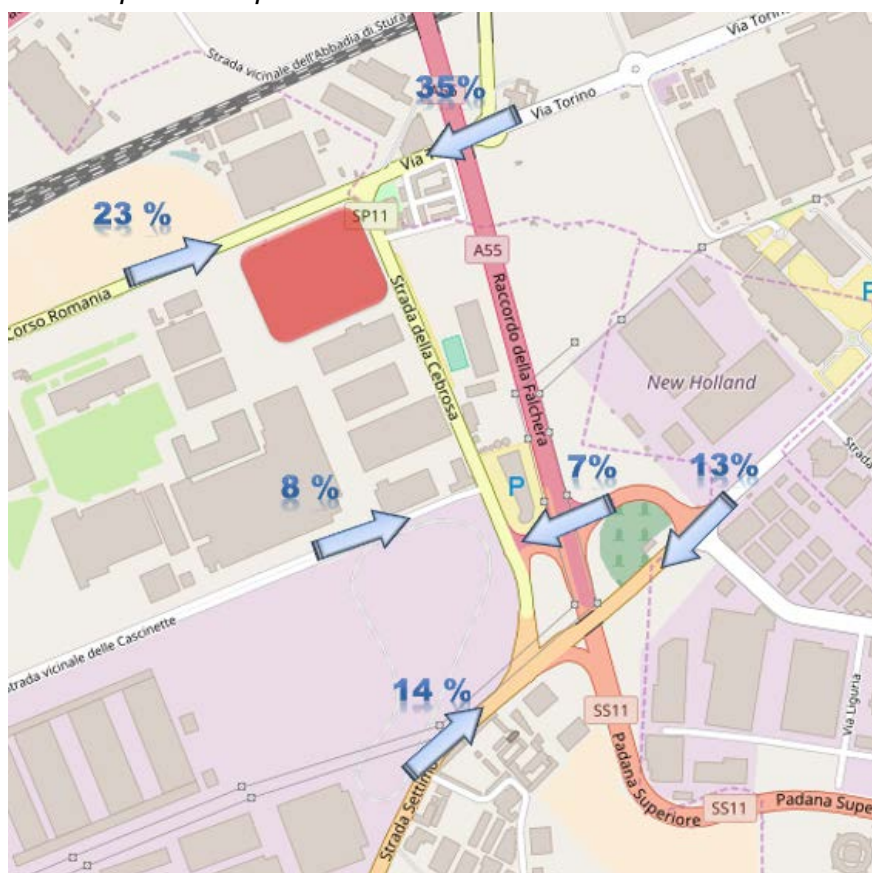 Strada vicinale dell'Abbadia di Stura
Via Torino
35%
Via Torino
Via
23 %
SP11
A55
Corso Romania
Strada della Cebrosa
Raccordo della Falchera
New Holland
8 %
7%
13%
P
Strada vicinale delle Cascinette
14 %
SS11
Via Liguria
Padana Superiore
SS11
Padana Supe
Strada Settimo